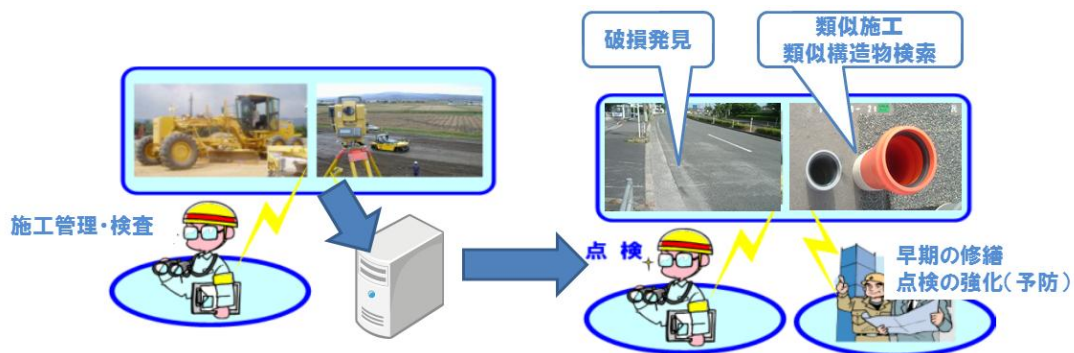 破損発見
類似施工
類似構造物検索
施工管理・検査
点 検
早期の修繕
点検の強化（予防）